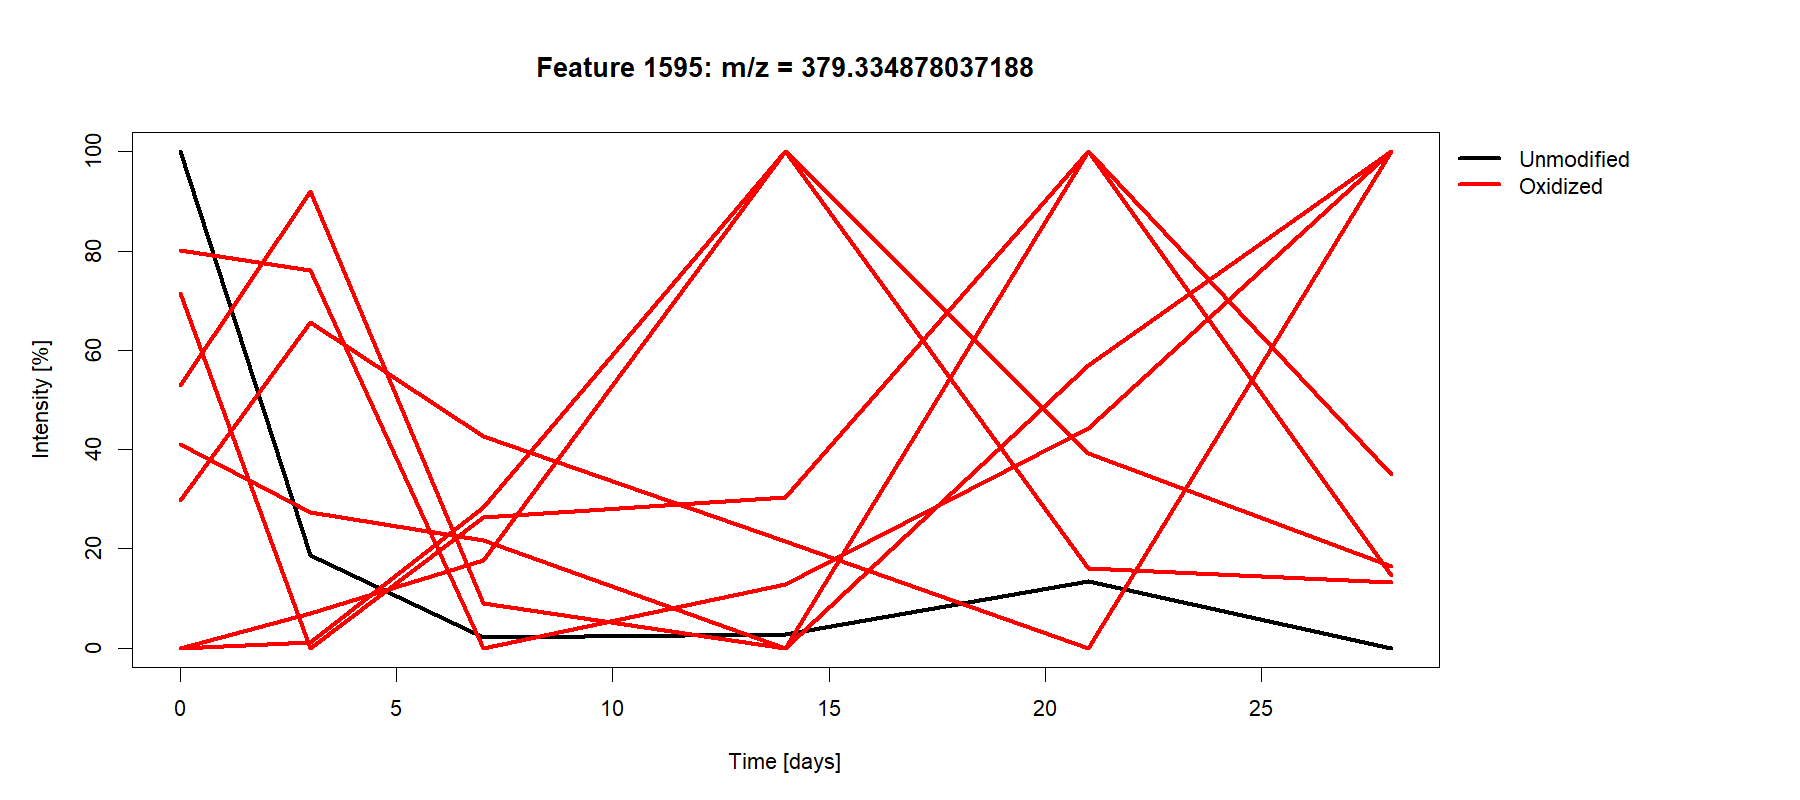 Feature 1595: m/z = 379.334878037188
Unmodified
Oxidized
100
80
60
40
20
0
Intensity [%]
0 5 10 15 20 25
Time [days]